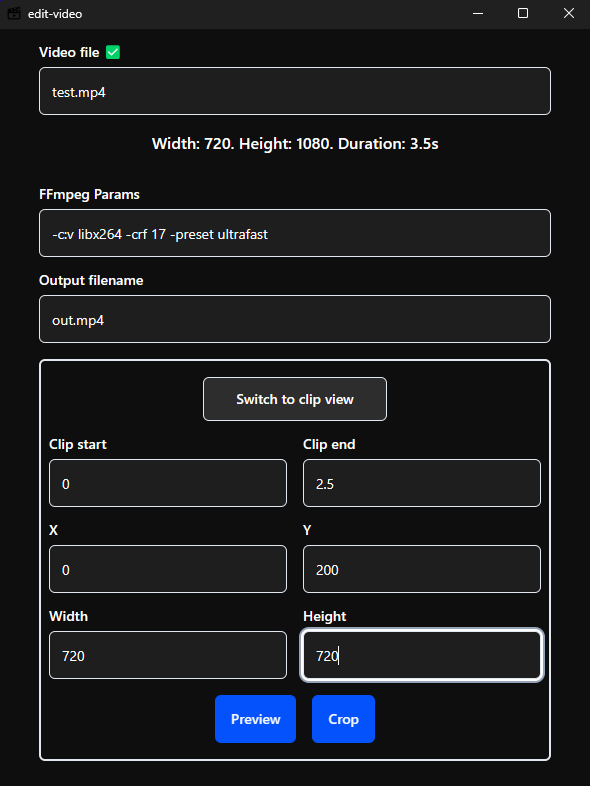 edit-video
Video file ✅
test.mp4
Width: 720. Height: 1080. Duration: 3.5s
FFmpeg Params
-c:v libx264 -crf 17 -preset ultrafast
Output filename
out.mp4
Switch to clip view
Clip start
Clip end
0
2.5
X
Y
0
200
Width
Height
720
720
Preview
Crop